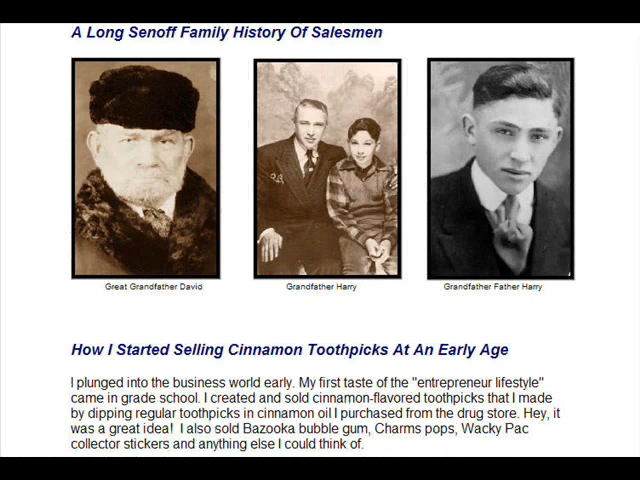 A Long Senoff Family History Of Salesmen
Great Grandfather David
Grandfather Harry
Grandfather Father Harry
How I Started Selling Cinnamon Toothpicks At An Early Age
I plunged into the business world early. My first taste of the "entrepreneur lifestyle"
came in grade school. I created and sold cinnamon-flavored toothpicks that I made
by dipping regular toothpicks in cinnamon oil I purchased from the drug store. Hey, it
was a great idea!  I also sold Bazooka bubble gum, Charms pops, Wacky Pac
collector stickers and anything else I could think of.